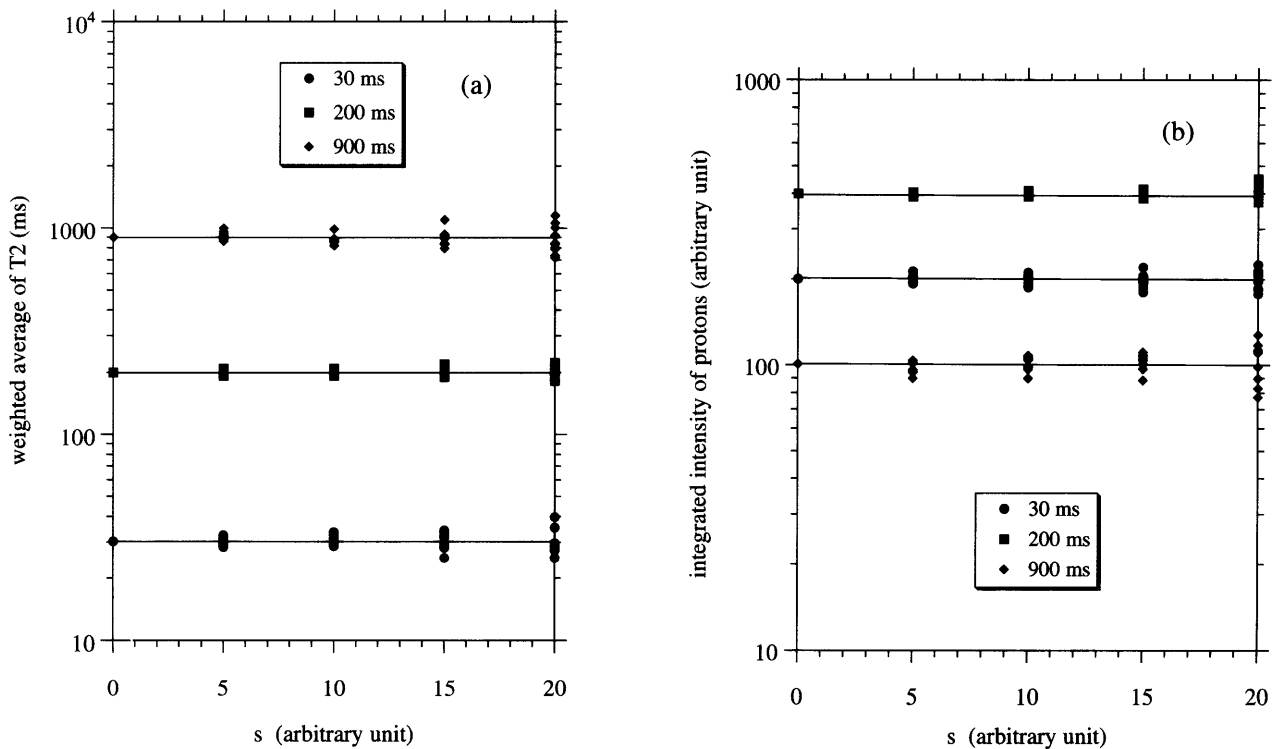 10^4
1000
100
10
weighted average of T2 (ms)
30 ms
200 ms
900 ms
(a)
0 5 10 15 20
s (arbitrary unit)
1000
100
10
integrated intensity of protons (arbitrary unit)
(b)
30 ms
200 ms
900 ms
0 5 10 15 20
s (arbitrary unit)